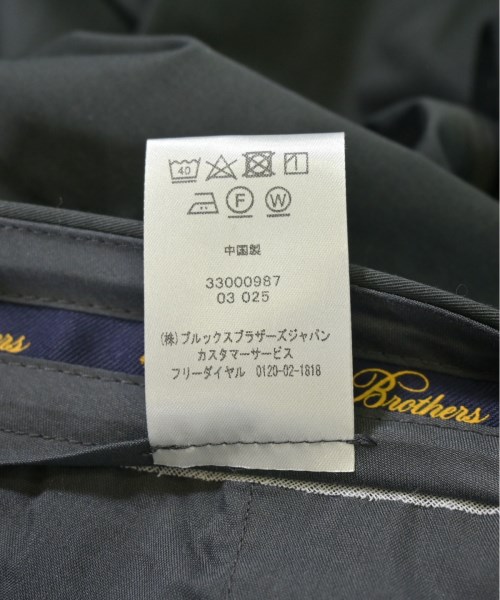 40
F W
中国製
33000987
03 025
(株)ブルックスブラザーズジャパン
カスタマーサービス
フリーダイヤル 0120-02-1818
Brothers